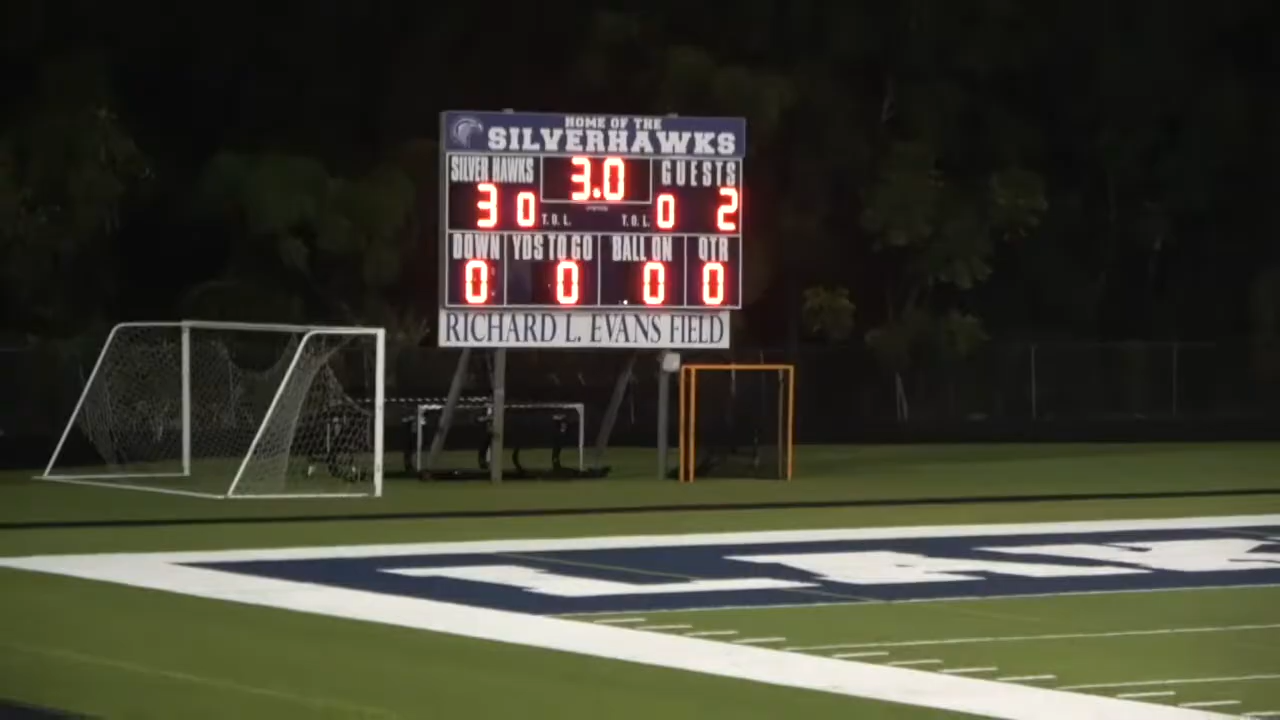 HOME OF THE
SILVERHAWKS
SILVER HAWKS 3.0 GUESTS
3 0 T.O.L. T.O.L. 0 2
DOWN YDS TO GO BALL ON QTR
0 0 0 0
RICHARD L. EVANS FIELD